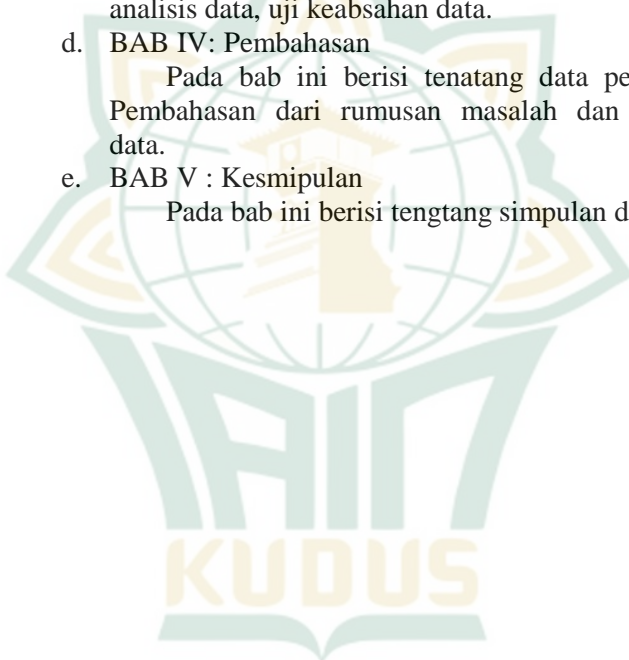 analisis data, uji keabsahan data.
d. BAB IV: Pembahasan
Pada bab ini berisi tenatang data
Pembahasan dari rumusan masalah dan
data.
e. BAB V : Kesmipulan
Pada bab ini berisi tengtang simpulan
IAIN
KUDUS